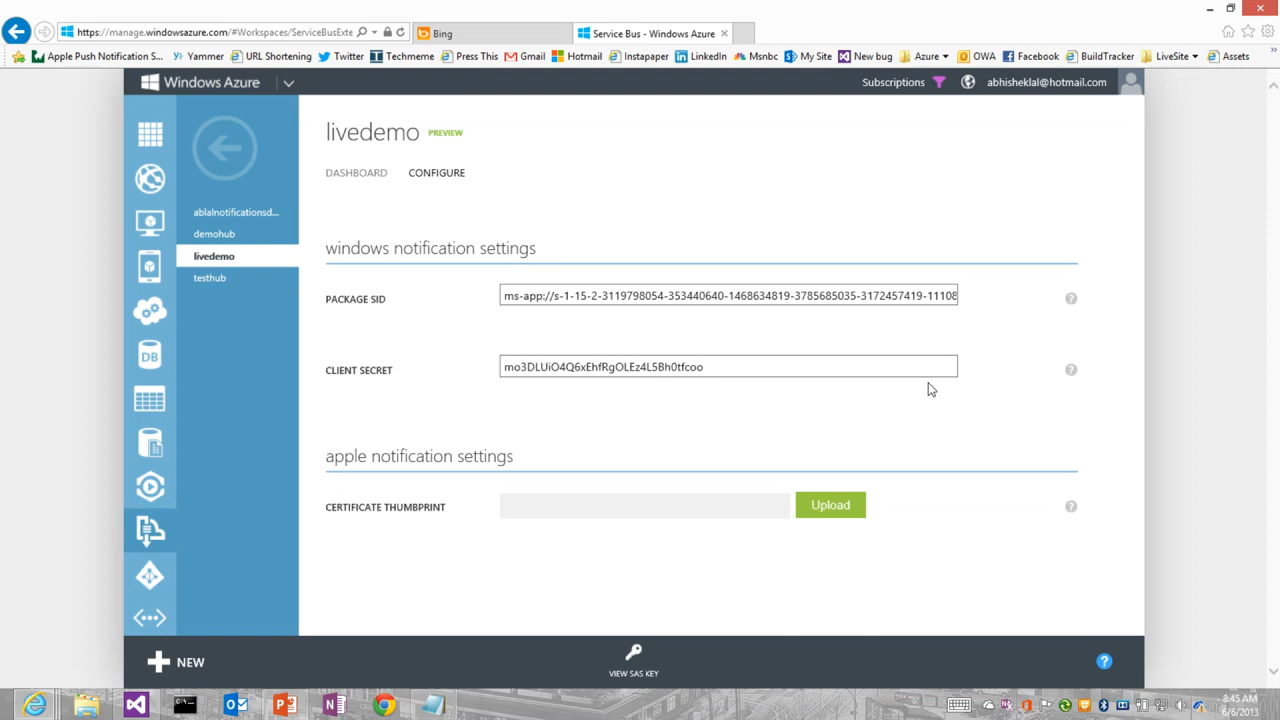 https://manage.windowsazure.com/#Workspaces/ServiceBusExte
Bing
Service Bus - Windows Azure
Apple Push Notification S...
Yammer
URL Shortening
Twitter
Techmeme
Press This
Gmail
Hotmail
Instapaper
LinkedIn
Msnbc
My Site
New bug
Azure
OWA
Facebook
BuildTracker
LiveSite
Assets
Windows Azure
Subscriptions
abhisheklal@hotmail.com
livedemo PREVIEW
DASHBOARD CONFIGURE
ablalnotificationsd...
demohub
livedemo
testhub
windows notification settings
PACKAGE SID
ms-app://s-1-15-2-3119798054-353440640-1468634819-3785685035-3172457419-11108
CLIENT SECRET
mo3DLUiO4Q6xEhfRgOLEz4L5Bh0tfcoo
apple notification settings
CERTIFICATE THUMBPRINT
Upload
DB
NEW
VIEW SAS KEY
8:45 AM
6/6/2013